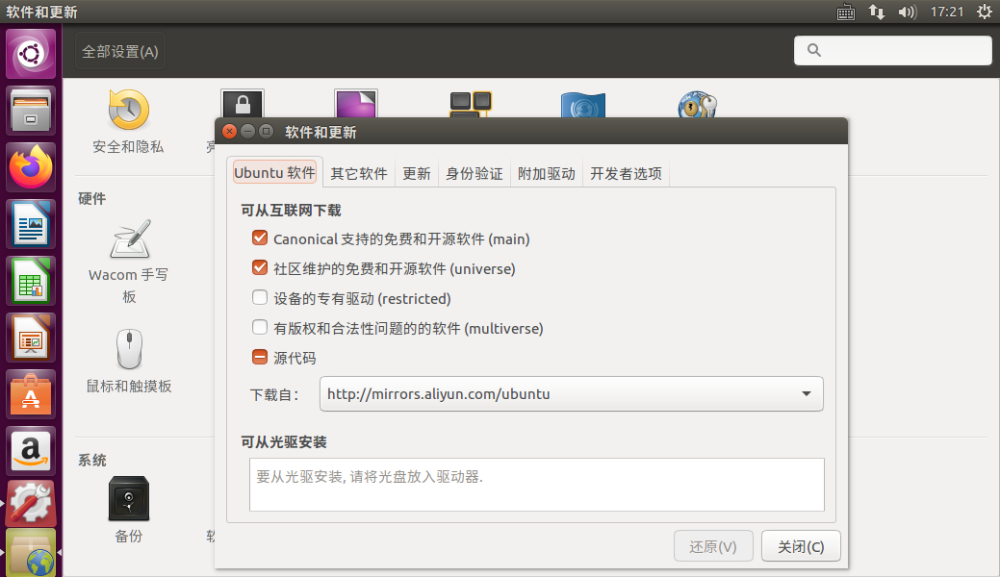 软件和更新
17:21
全部设置(A)
安全和隐私
硬件
Wacom 手写
板
鼠标和触摸板
系统
备份
软件和更新
Ubuntu 软件
其它软件
更新
身份验证
附加驱动
开发者选项
可从互联网下载
Canonical 支持的免费和开源软件 (main)
社区维护的免费和开源软件 (universe)
设备的专有驱动 (restricted)
有版权和合法性问题的的软件 (multiverse)
源代码
下载自：
http://mirrors.aliyun.com/ubuntu
可从光驱安装
要从光驱安装, 请将光盘放入驱动器.
还原(V)
关闭(C)